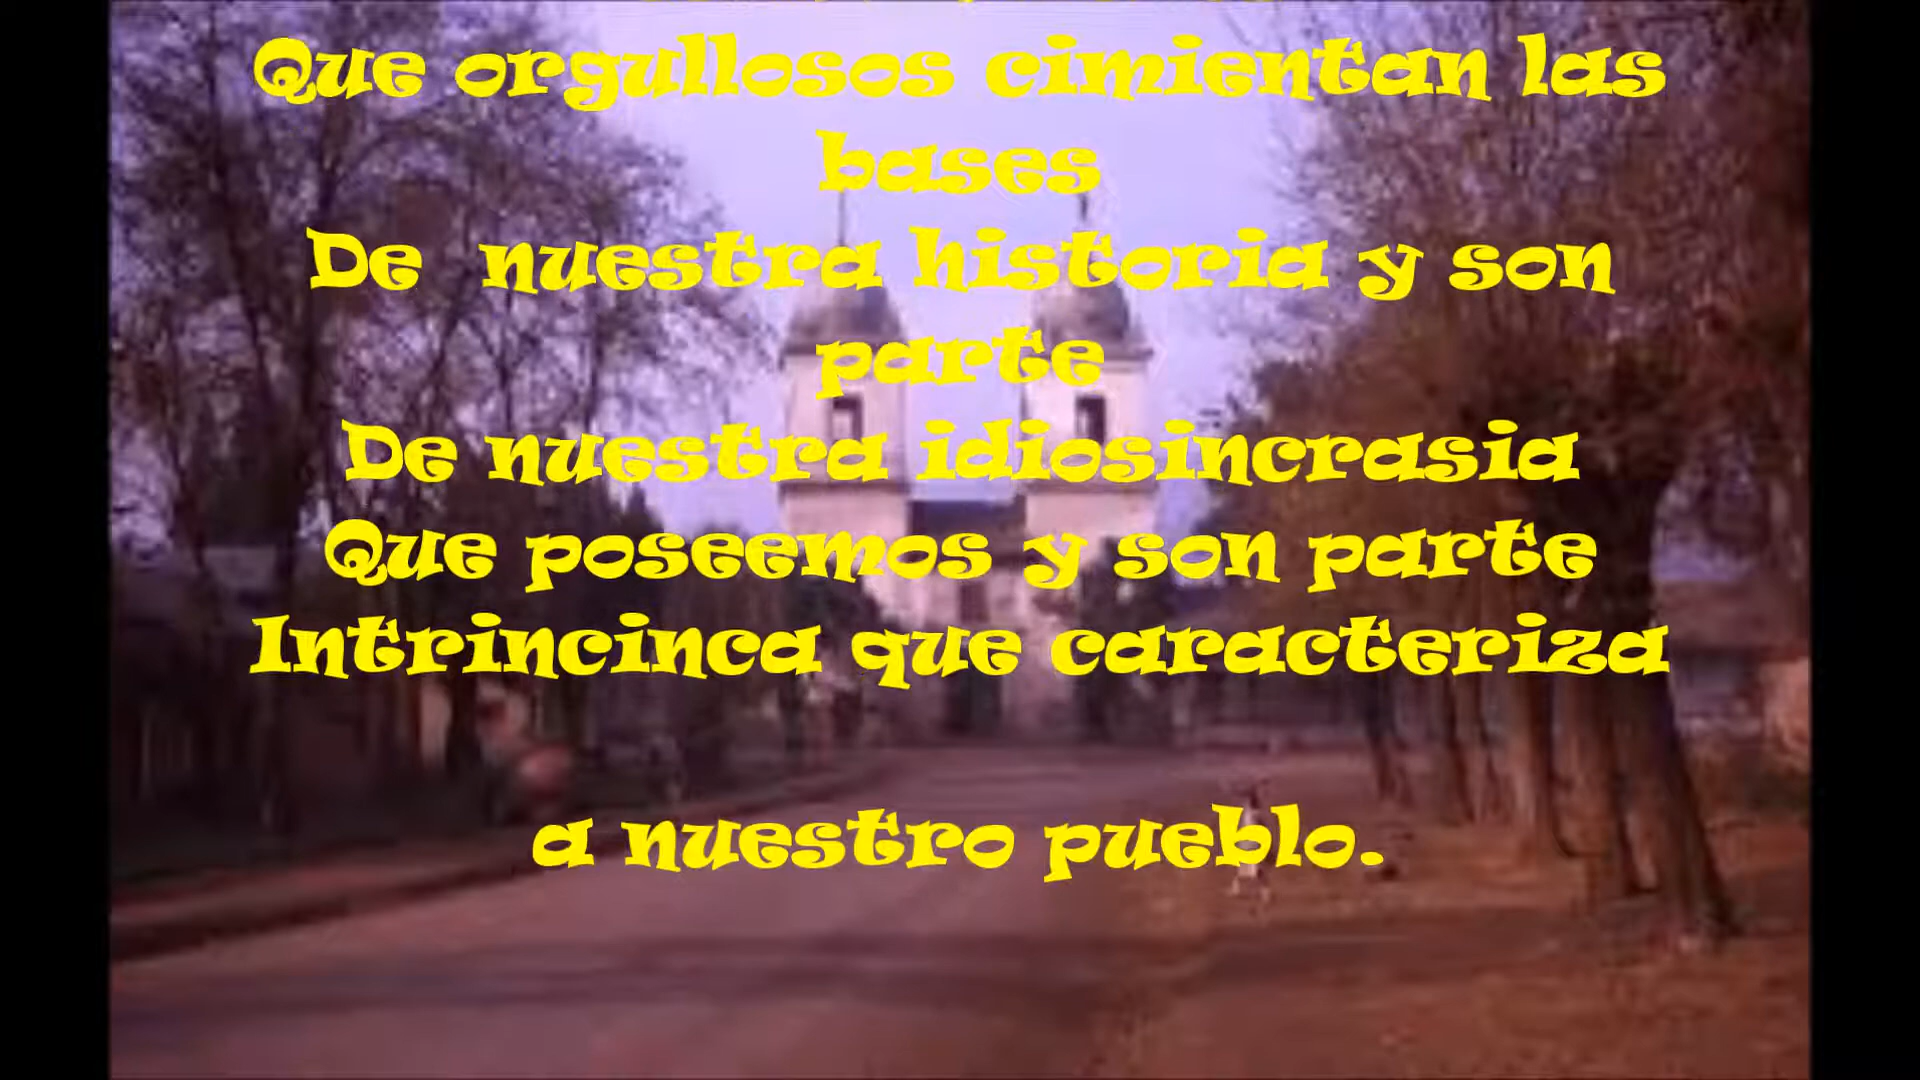 Que orgullosos cimientan las
bases
De nuestra historia y son
parte
De nuestra idiosincrasia
Que poseemos y son parte
Intrincinca que caracteriza
a nuestro pueblo.